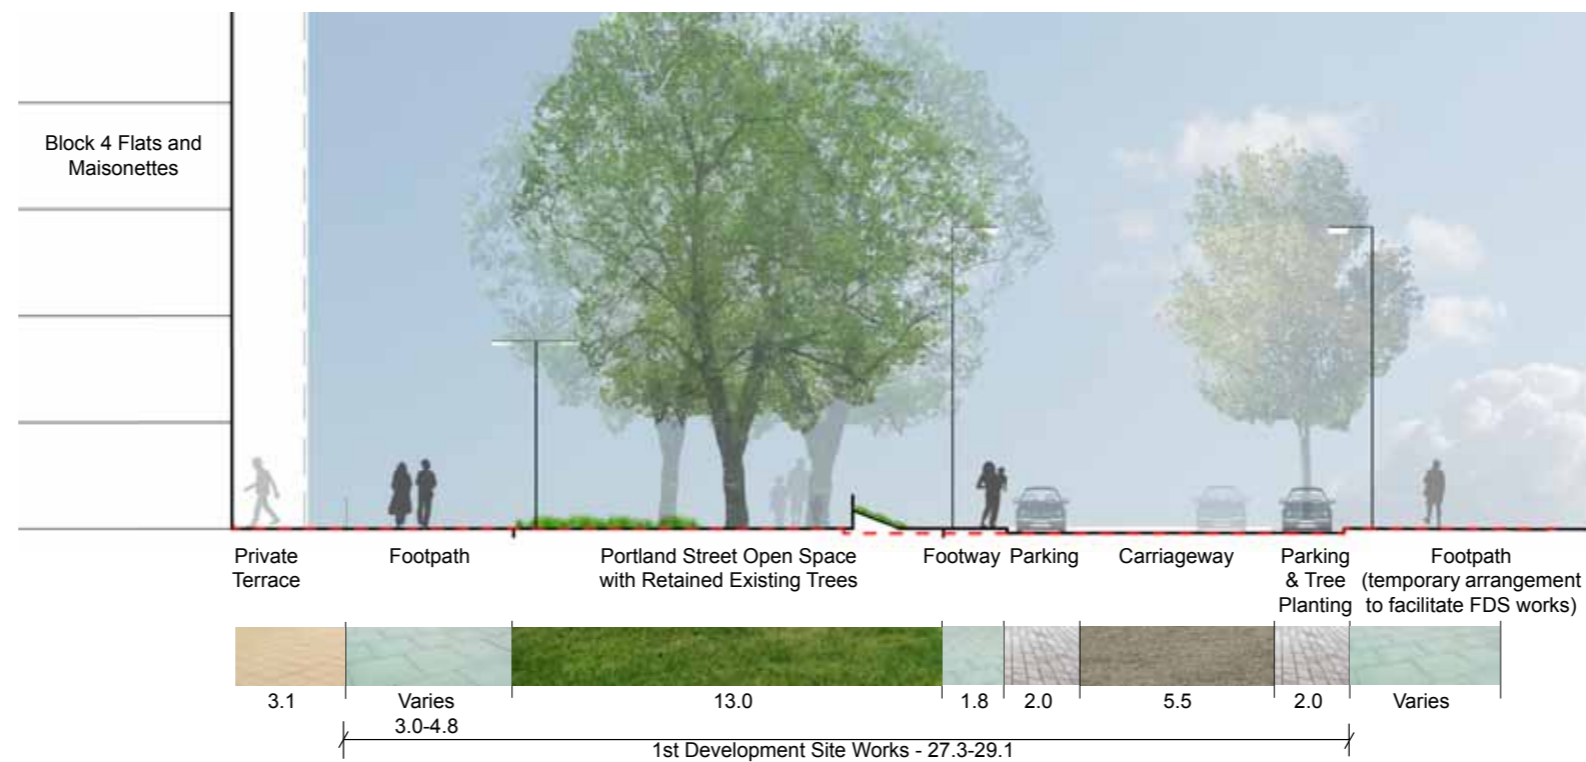 Block 4 Flats and
Maisonettes
Private
Terrace
Footpath
Portland Street Open Space
with Retained Existing Trees
Footway
Parking
Carriageway
Parking
& Tree
Planting
Footpath
(temporary arrangement
to facilitate FDS works)
3.1
Varies
3.0-4.8
13.0
1.8
2.0
5.5
2.0
Varies
1st Development Site Works - 27.3-29.1